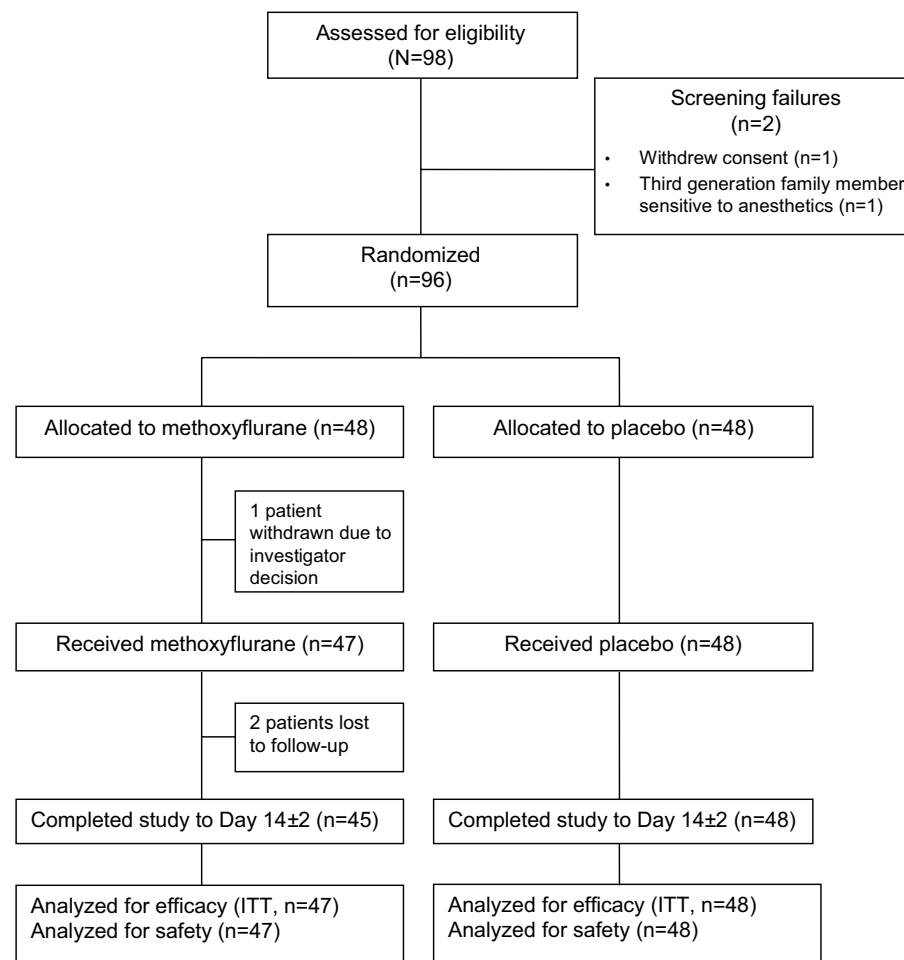 Assessed for eligibility
(N=98)
Screening failures
(n=2)
• Withdrew consent (n=1)
• Third generation family member
sensitive to anesthetics (n=1)
Randomized
(n=96)
Allocated to methoxyflurane (n=48)
Allocated to placebo (n=48)
1 patient
withdrawn due to
investigator
decision
Received methoxyflurane (n=47)
Received placebo (n=48)
2 patients lost
to follow-up
Completed study to Day 14±2 (n=45)
Completed study to Day 14±2 (n=48)
Analyzed for efficacy (ITT, n=47)
Analyzed for safety (n=47)
Analyzed for efficacy (ITT, n=48)
Analyzed for safety (n=48)